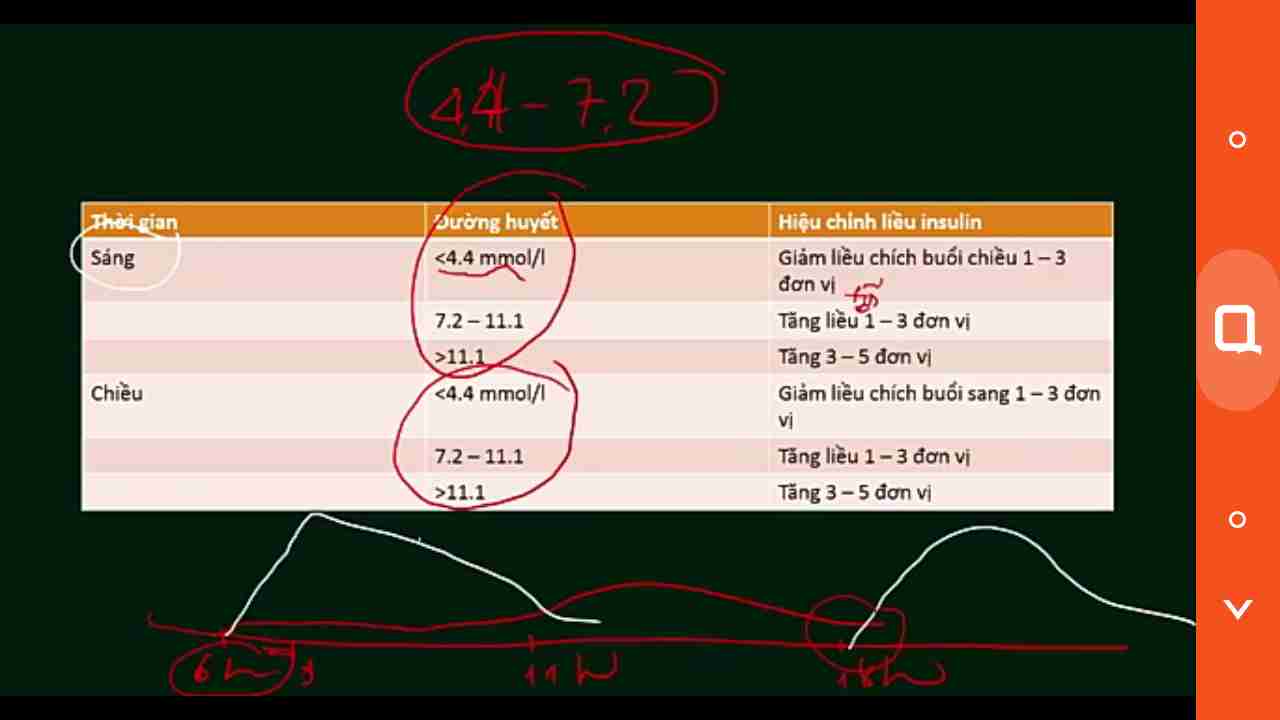 4,4 - 7,2
Thời gian Đường huyết Hiệu chỉnh liều insulin
Sáng <4.4 mmol/l Giảm liều chích buổi chiều 1 – 3
đơn vị
7.2 – 11.1 Tăng liều 1 – 3 đơn vị
>11.1 Tăng 3 – 5 đơn vị
Chiều <4.4 mmol/l Giảm liều chích buổi sang 1 – 3 đơn
vị
7.2 – 11.1 Tăng liều 1 – 3 đơn vị
>11.1 Tăng 3 – 5 đơn vị
6h 11h 18h